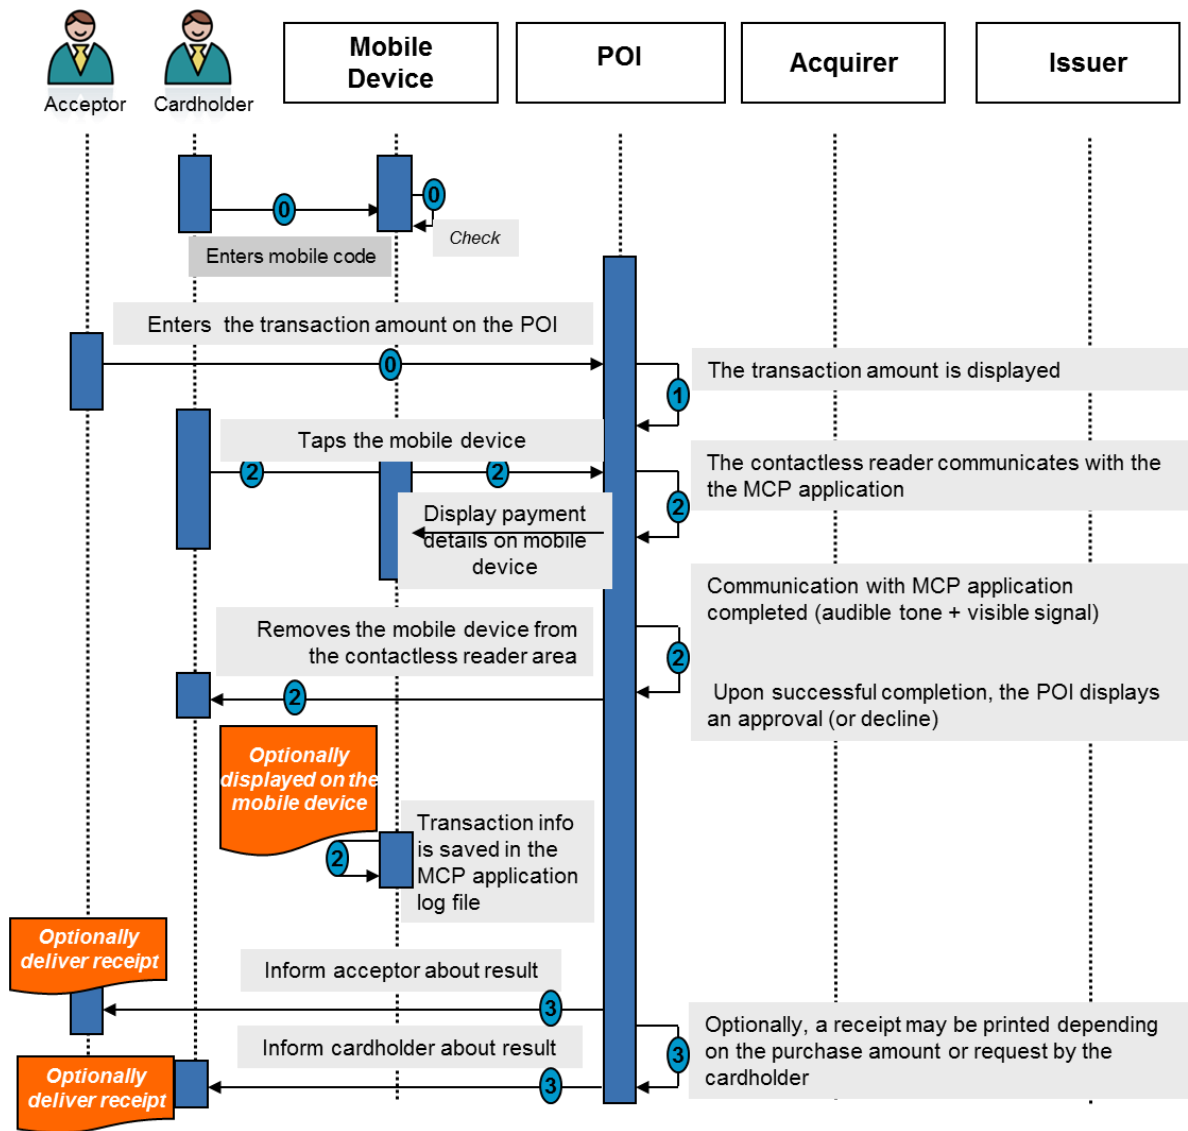 Acceptor
Cardholder
Mobile
Device
POI
Acquirer
Issuer
0
0
Check
Enters mobile code
Enters the transaction amount on the POI
0
The transaction amount is displayed
1
Taps the mobile device
2
2
The contactless reader communicates with the
the MCP application
2
Display payment
details on mobile
device
Communication with MCP application
completed (audible tone + visible signal)
Removes the mobile device from
the contactless reader area
2
2
Upon successful completion, the POI displays
an approval (or decline)
Optionally
displayed on the
mobile device
2
Transaction info
is saved in the
MCP application
log file
Optionally
deliver receipt
Inform acceptor about result
3
Optionally, a receipt may be printed depending
on the purchase amount or request by the
cardholder
3
Inform cardholder about result
3
Optionally
deliver receipt